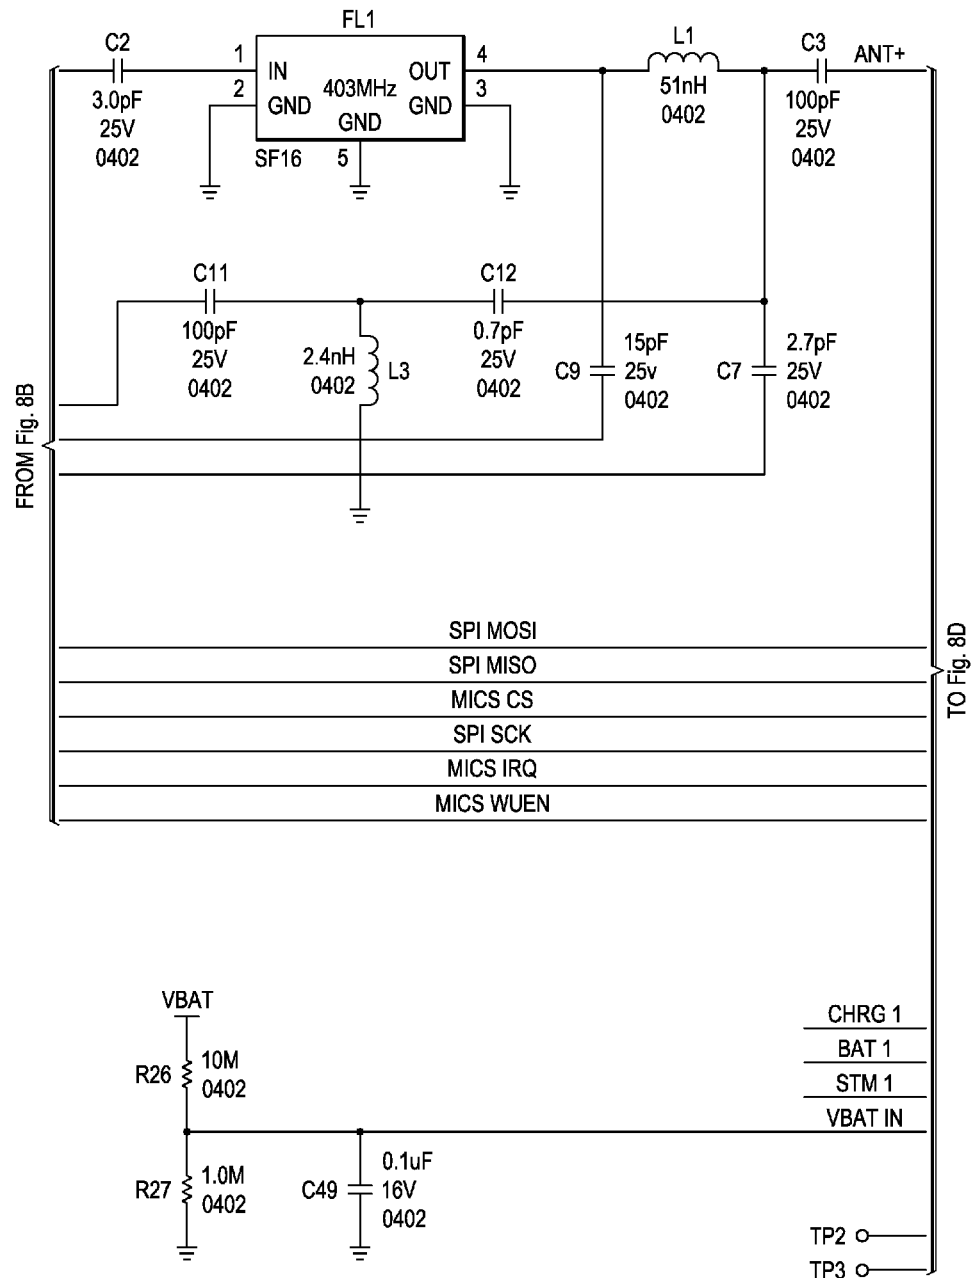 FL1
C2
3.0pF
25V
0402
1
2
IN
GND
403MHz
GND
OUT
GND
4
3
SF16
5
L1
51nH
0402
C3
100pF
25V
0402
ANT+
C11
100pF
25V
0402
2.4nH
0402
L3
C12
0.7pF
25V
0402
C9
15pF
25v
0402
C7
2.7pF
25V
0402
FROM Fig. 8B
SPI MOSI
SPI MISO
MICS CS
SPI SCK
MICS IRQ
MICS WUEN
TO Fig. 8D
VBAT
R26
10M
0402
R27
1.0M
0402
C49
0.1uF
16V
0402
CHRG 1
BAT 1
STM 1
VBAT IN
TP2
TP3